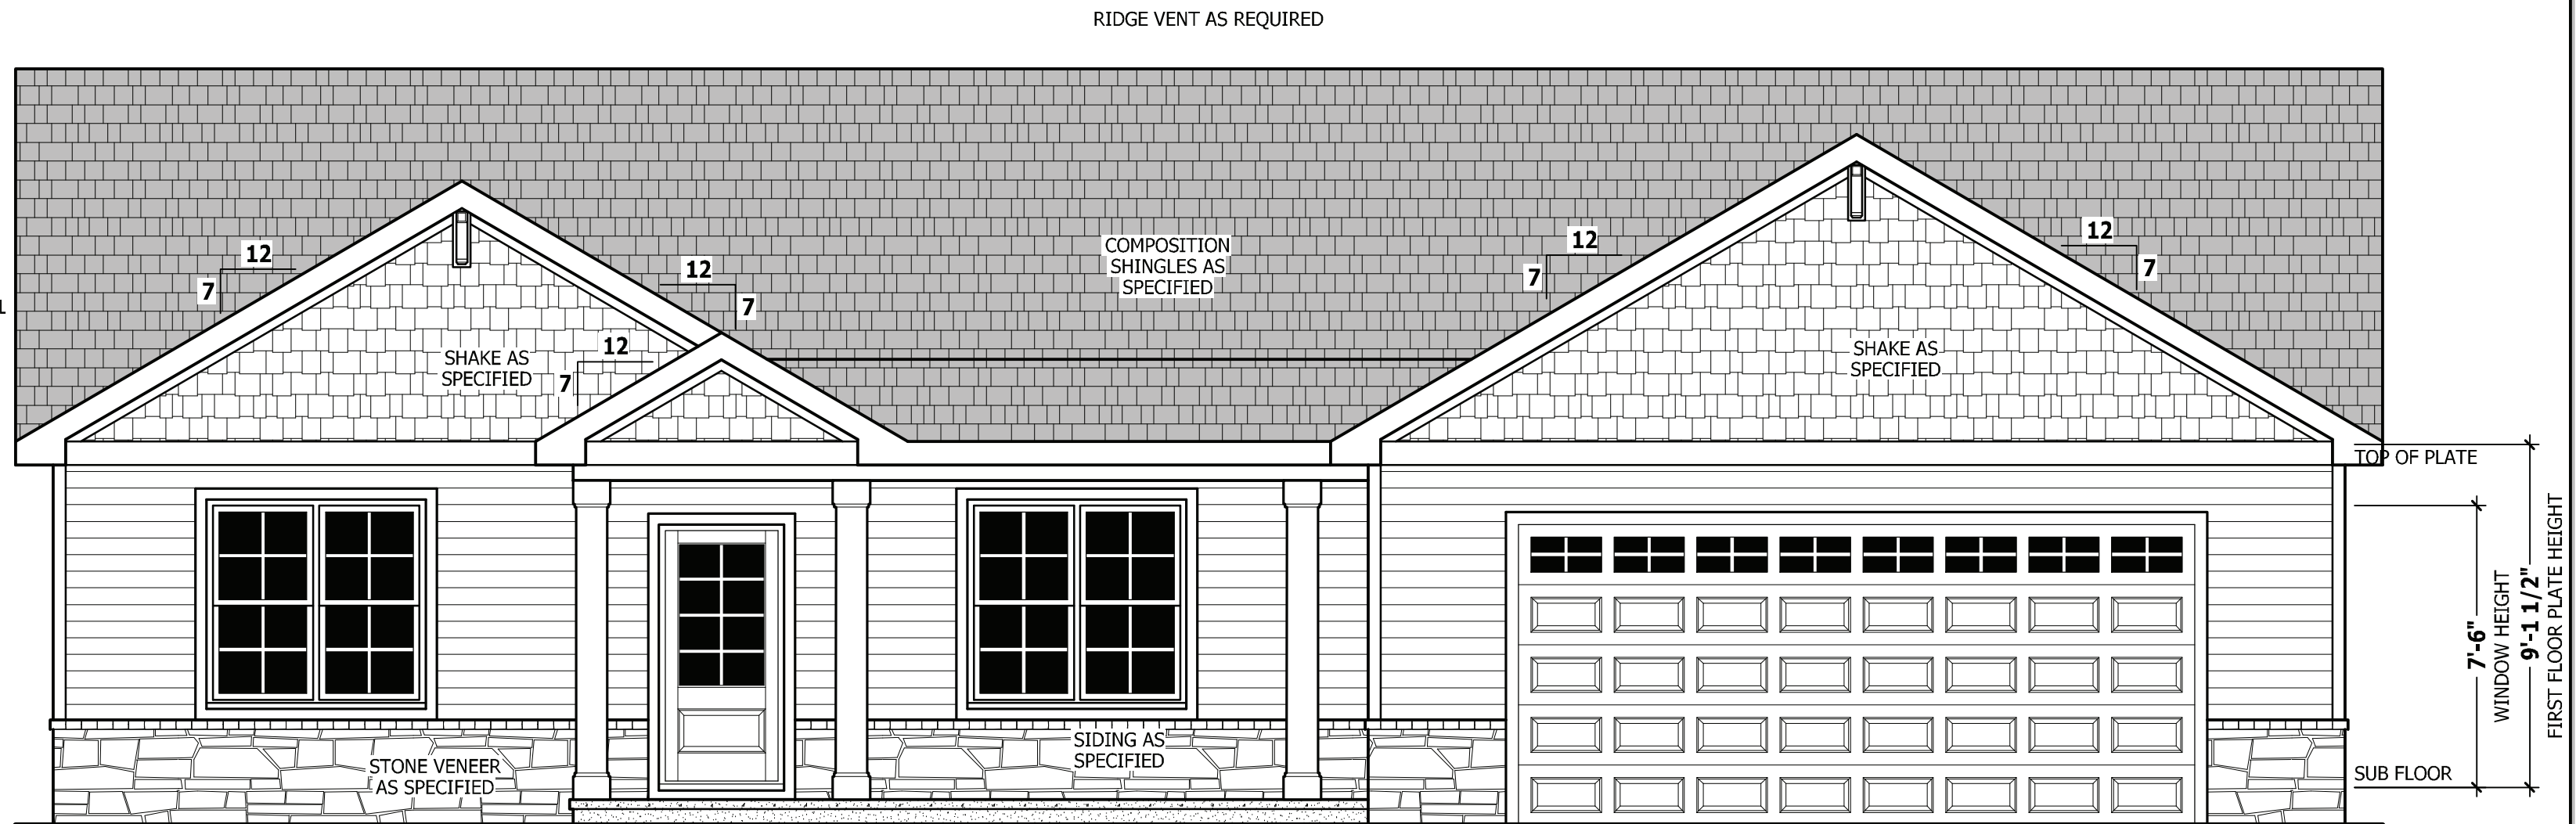 RIDGE VENT AS REQUIRED
12
7
12
7
12
7
COMPOSITION
SHINGLES AS
SPECIFIED
12
7
12
7
SHAKE AS
SPECIFIED
SHAKE AS
SPECIFIED
TOP OF PLATE
STONE VENEER
AS SPECIFIED
SIDING AS
SPECIFIED
SUB FLOOR
7'-6"
WINDOW HEIGHT
9'-1 1/2"
FIRST FLOOR PLATE HEIGHT